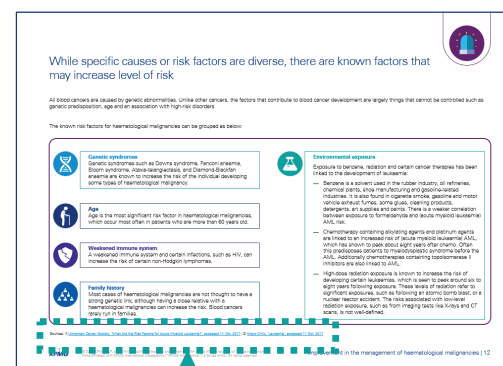 While specific causes or risk factors are diverse, there are known factors that
may increase level of risk
All blood cancers are caused by genetic abnormalities. Unlike other cancers, the factors that contribute to blood cancer development are largely things that cannot be controlled such as
genetic predisposition, age and an association with high-risk disorders
The known risk factors for haematological malignancies can be grouped as below:
Genetic syndromes
Genetic syndromes such as Downs syndrome, Fanconi anaemia,
Bloom syndrome, Ataxia-telangiectasia, and Diamond-Blackfan
anaemia are known to increase the risk of the individual developing
some types of haematological malignancy.
Age
Age is the most significant risk factor in haematological malignancies,
which occur most often in patients who are more than 60 years old.
Weakened immune system
A weakened immune system and certain infections, such as HIV, can
increase the risk of certain non-Hodgkin lymphomas.
Family history
Most cases of haematological malignancies are not thought to have a
strong genetic link, although having a close relative with a
haematological malignancy can increase the risk. Blood cancers
rarely run in families.
Environmental exposure
Exposure to benzene, radiation and certain cancer therapies has been
linked to the development of leukaemia:
— Benzene is a solvent used in the rubber industry, oil refineries,
chemical plants, shoe manufacturing and gasoline-related
industries. It is also found in cigarette smoke, gasoline and motor
vehicle exhaust fumes, some glues, cleaning products,
detergents, art supplies and paints. There is a weaker correlation
between exposure to formaldehyde and (acute myeloid leukaemia)
AML risk.
— Chemotherapy containing alkylating agents and platinum agents
are linked to an increased risk of (acute myeloid leukaemia) AML,
which has shown to peak about eight years after chemo. Often
this predisposes patients to myelodysplastic syndrome before the
AML. Additionally chemotherapies containing topoisomerase II
inhibitors are also linked to AML.
— High-dose radiation exposure is known to increase the risk of
developing certain leukaemias, which is seen to peak around six to
eight years following exposure. These levels of radiation refer to
significant exposures, such as following an atomic bomb blast, or a
nuclear reactor accident. The risks associated with low-level
radiation exposure, such as from imaging tests like X-rays and CT
scans, is not well-defined.
KPMG
Improvement in the management of haematological malignancies | 12